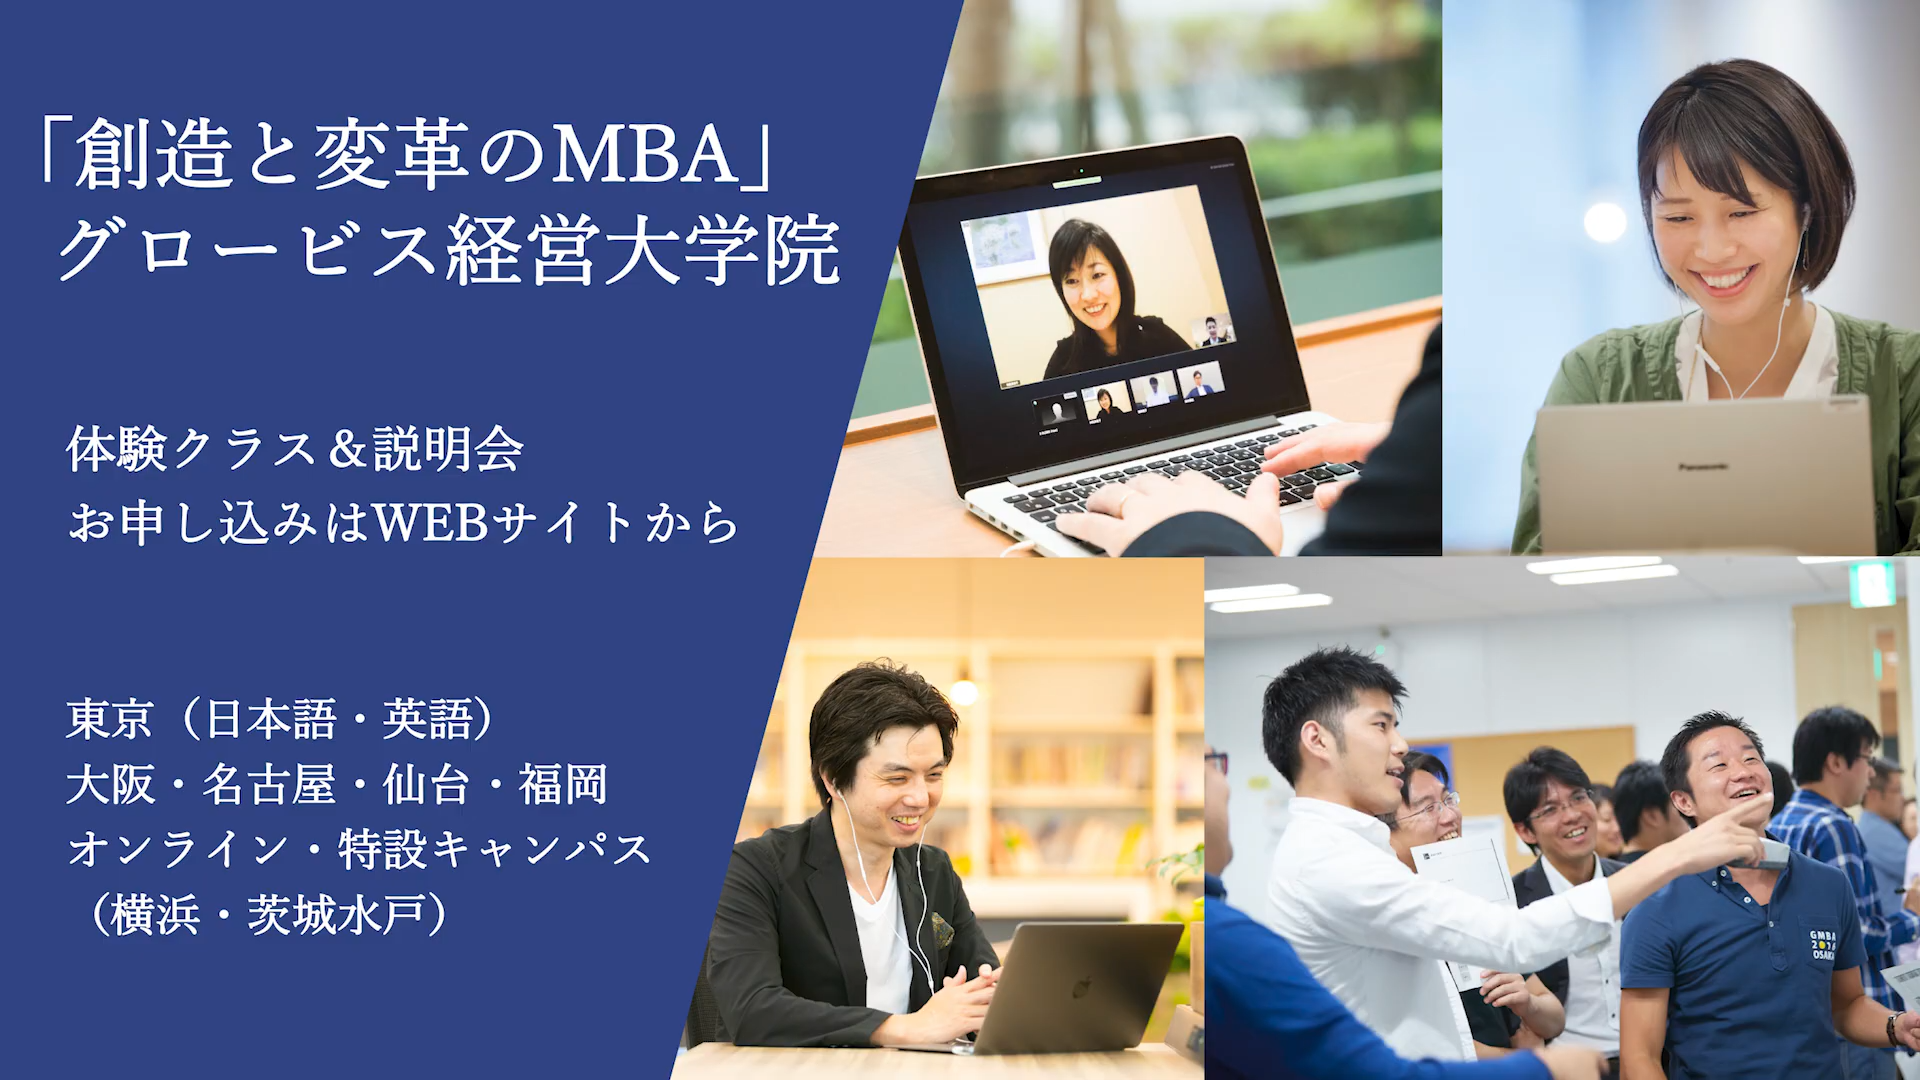 「創造と変革のMBA」
グロービス経営大学院
体験クラス＆説明会
お申し込みはWEBサイトから
東京（日本語・英語）
大阪・名古屋・仙台・福岡
オンライン・特設キャンパス
（横浜・茨城水戸）
Panasonic
GMBA
OSAKA